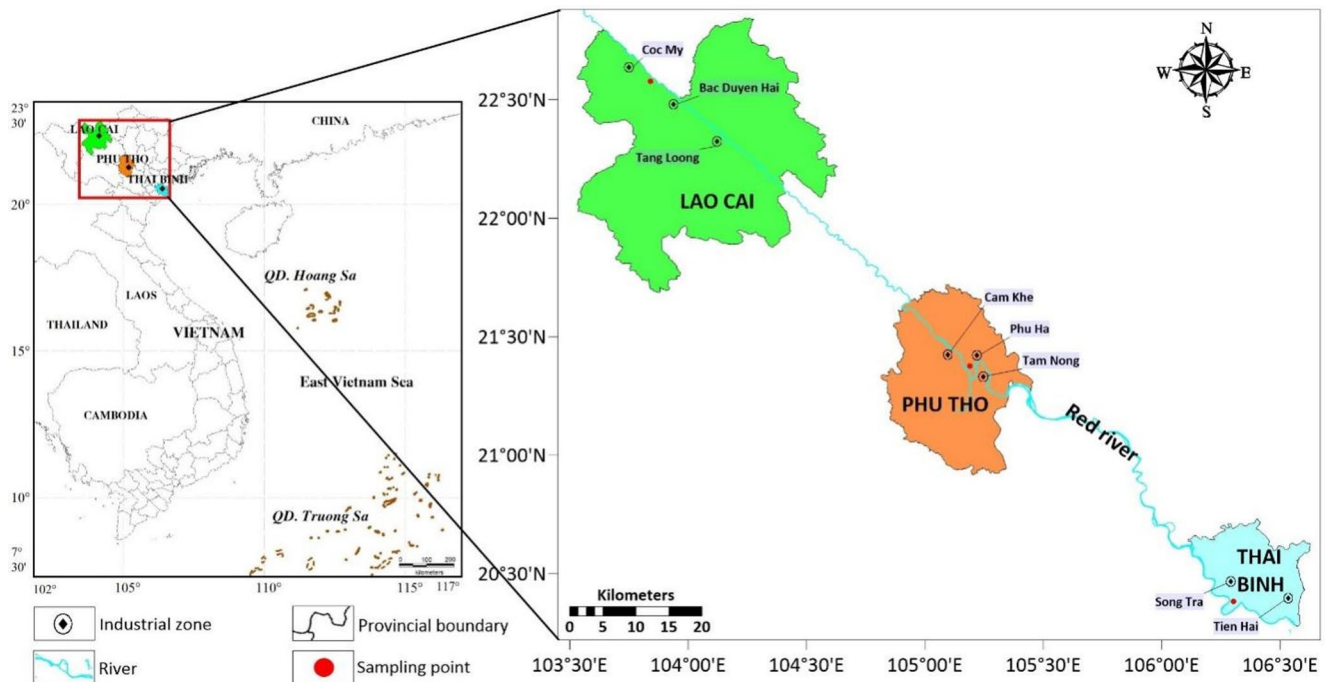 23°
30'
20°
15°
10°
7°
30'
102°
105°
110°
115°
117°
CHINA
LAO CAI
PHU THO
THAI BINH
LAOS
THAILAND
VIETNAM
CAMBODIA
QD. Hoang Sa
East Vietnam Sea
QD. Truong Sa
0 100 200
kilometers
Industrial zone
Provincial boundary
River
Sampling point
N
W E
S
22°30'N
22°00'N
21°30'N
21°00'N
20°30'N
Coc My
Bac Duyen Hai
Tang Loong
LAO CAI
Cam Khe
Phu Ha
Tam Nong
PHU THO
Red river
THAI
BINH
Song Tra
Tien Hai
Kilometers
0 5 10 15 20
103°30'E 104°00'E 104°30'E 105°00'E 105°30'E 106°00'E 106°30'E